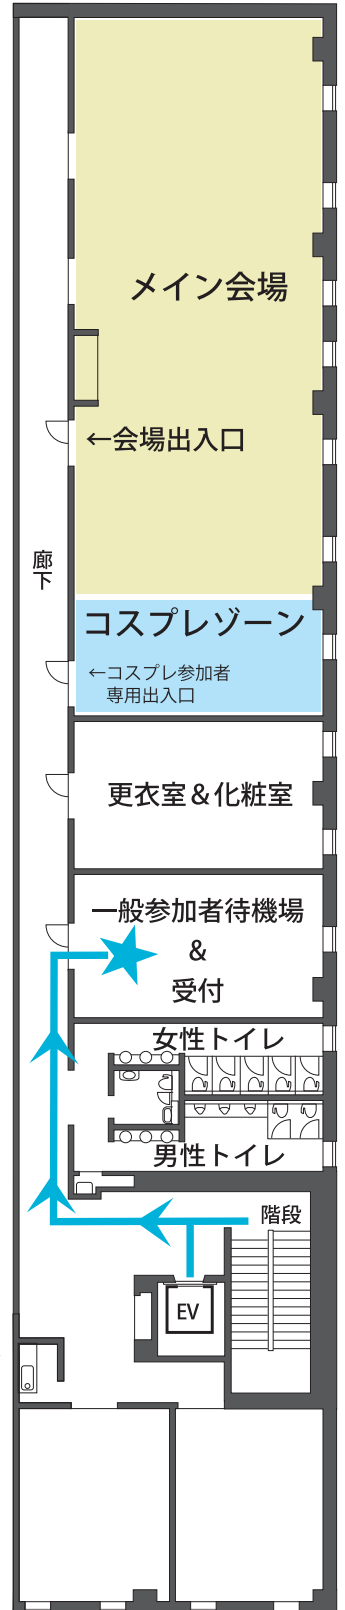 メイン会場
←会場出入口
廊下
コスプレゾーン
←コスプレ参加者
専用出入口
更衣室＆化粧室
一般参加者待機場
&
受付
女性トイレ
男性トイレ
階段
EV